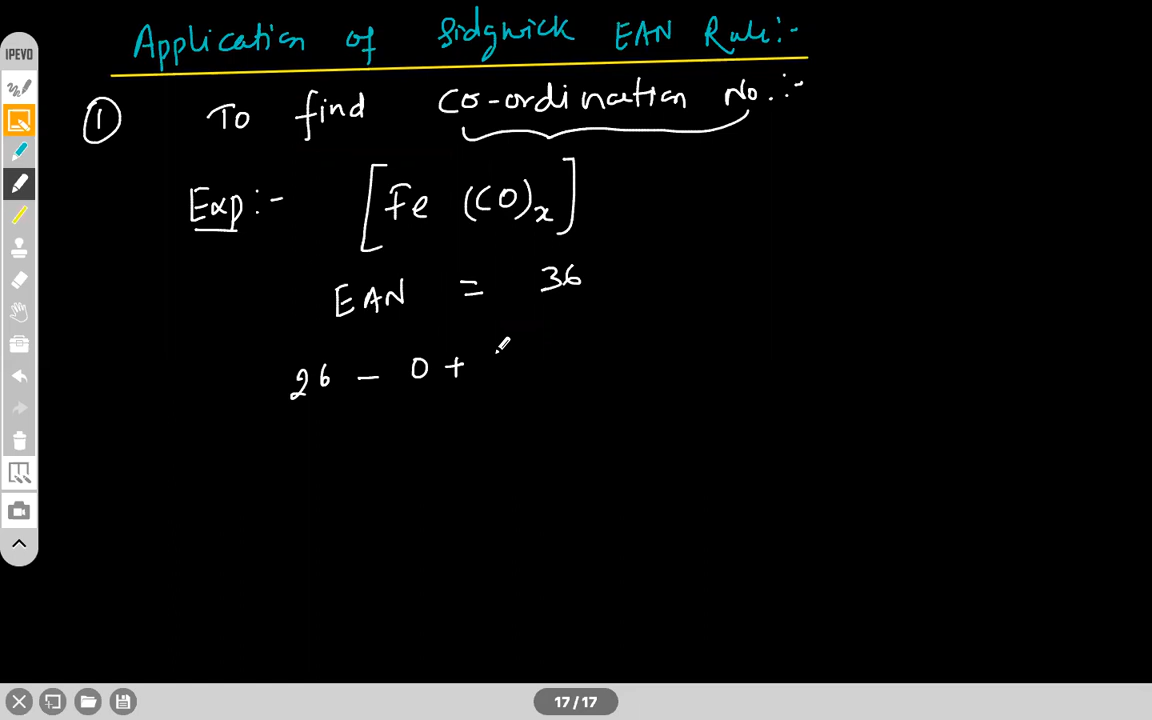 Application of Sidgwick EAN Rule:-
IPEVO
① To find Co-ordination No.:-
Exp:- [Fe (CO)x]
EAN = 36
26 - 0 +
17/17